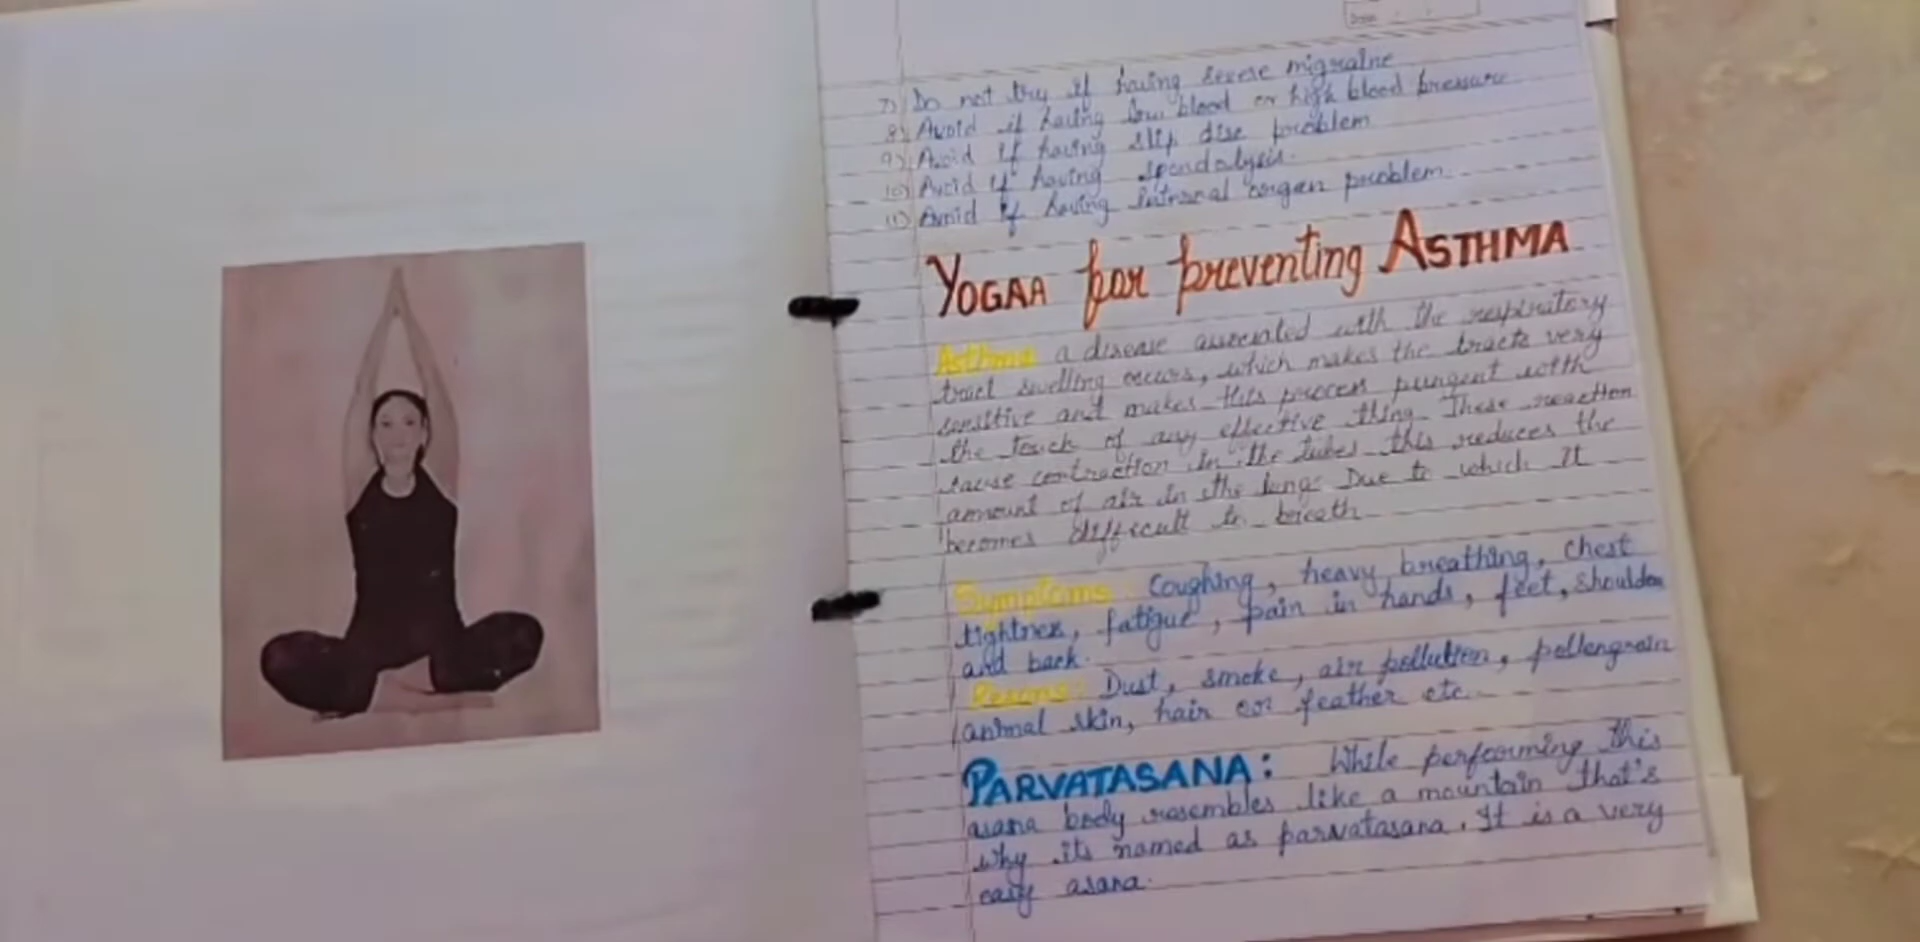 7) Do not try if having severe migraine
8) Avoid if having low blood or high blood pressure
9) Avoid if having slip disc problem
10) Avoid if having spondolysis.
11) Avoid if having internal organ problem
YOGAA for preventing ASTHMA
Asthma a disease associated with the respiratory
tract swelling occurs, which makes the tracts very
sensitive and makes this process pungent with
the touch of any effective thing These reaction
cause contraction in the tubes this reduces the
amount of air in the lungs Due to which it
becomes difficult to breath
Symptoms: Coughing, heavy breathing, chest
tightness, fatigue, pain in hands, feet, shoulder
and back.
Dust, smoke, air pollution, pollengrain
animal skin, hair or feather etc
PARVATASANA: While performing this
asana body resembles like a mountain that's
why its named as parvatasana. It is a very
easy asana.